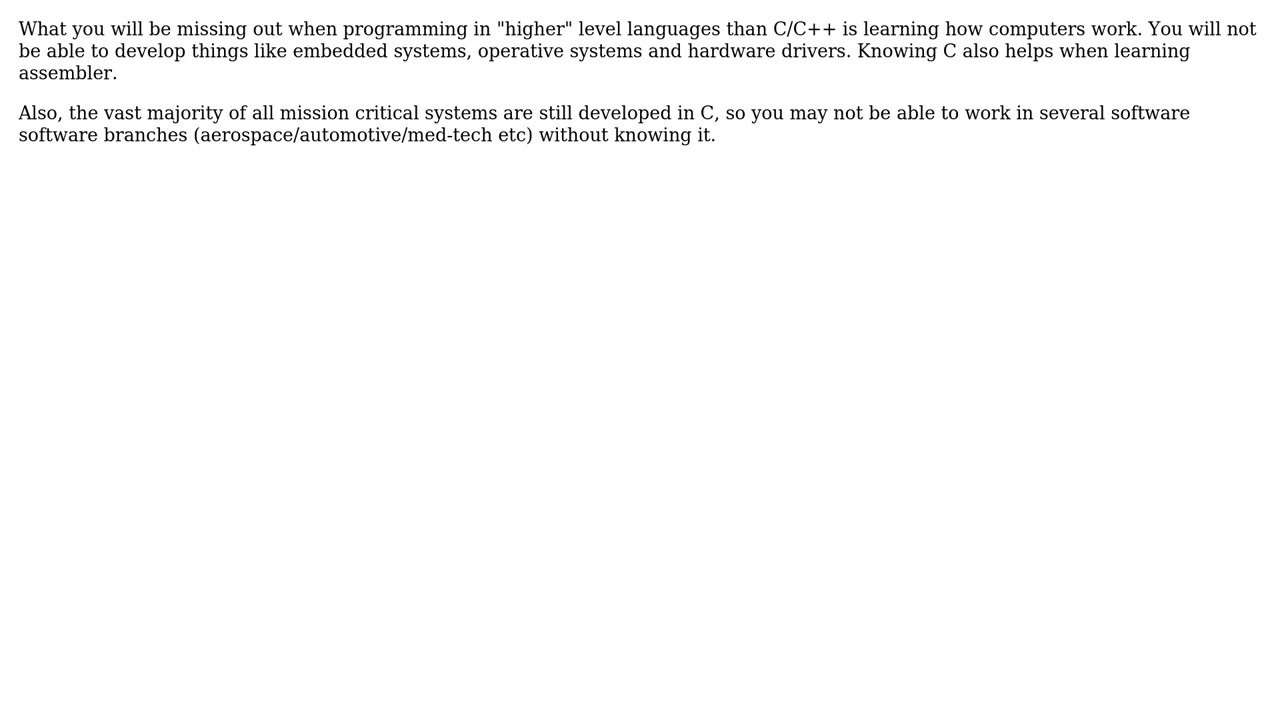 What you will be missing out when programming in "higher" level languages than C/C++ is learning how computers work. You will not
be able to develop things like embedded systems, operative systems and hardware drivers. Knowing C also helps when learning
assembler.
Also, the vast majority of all mission critical systems are still developed in C, so you may not be able to work in several software
software branches (aerospace/automotive/med-tech etc) without knowing it.